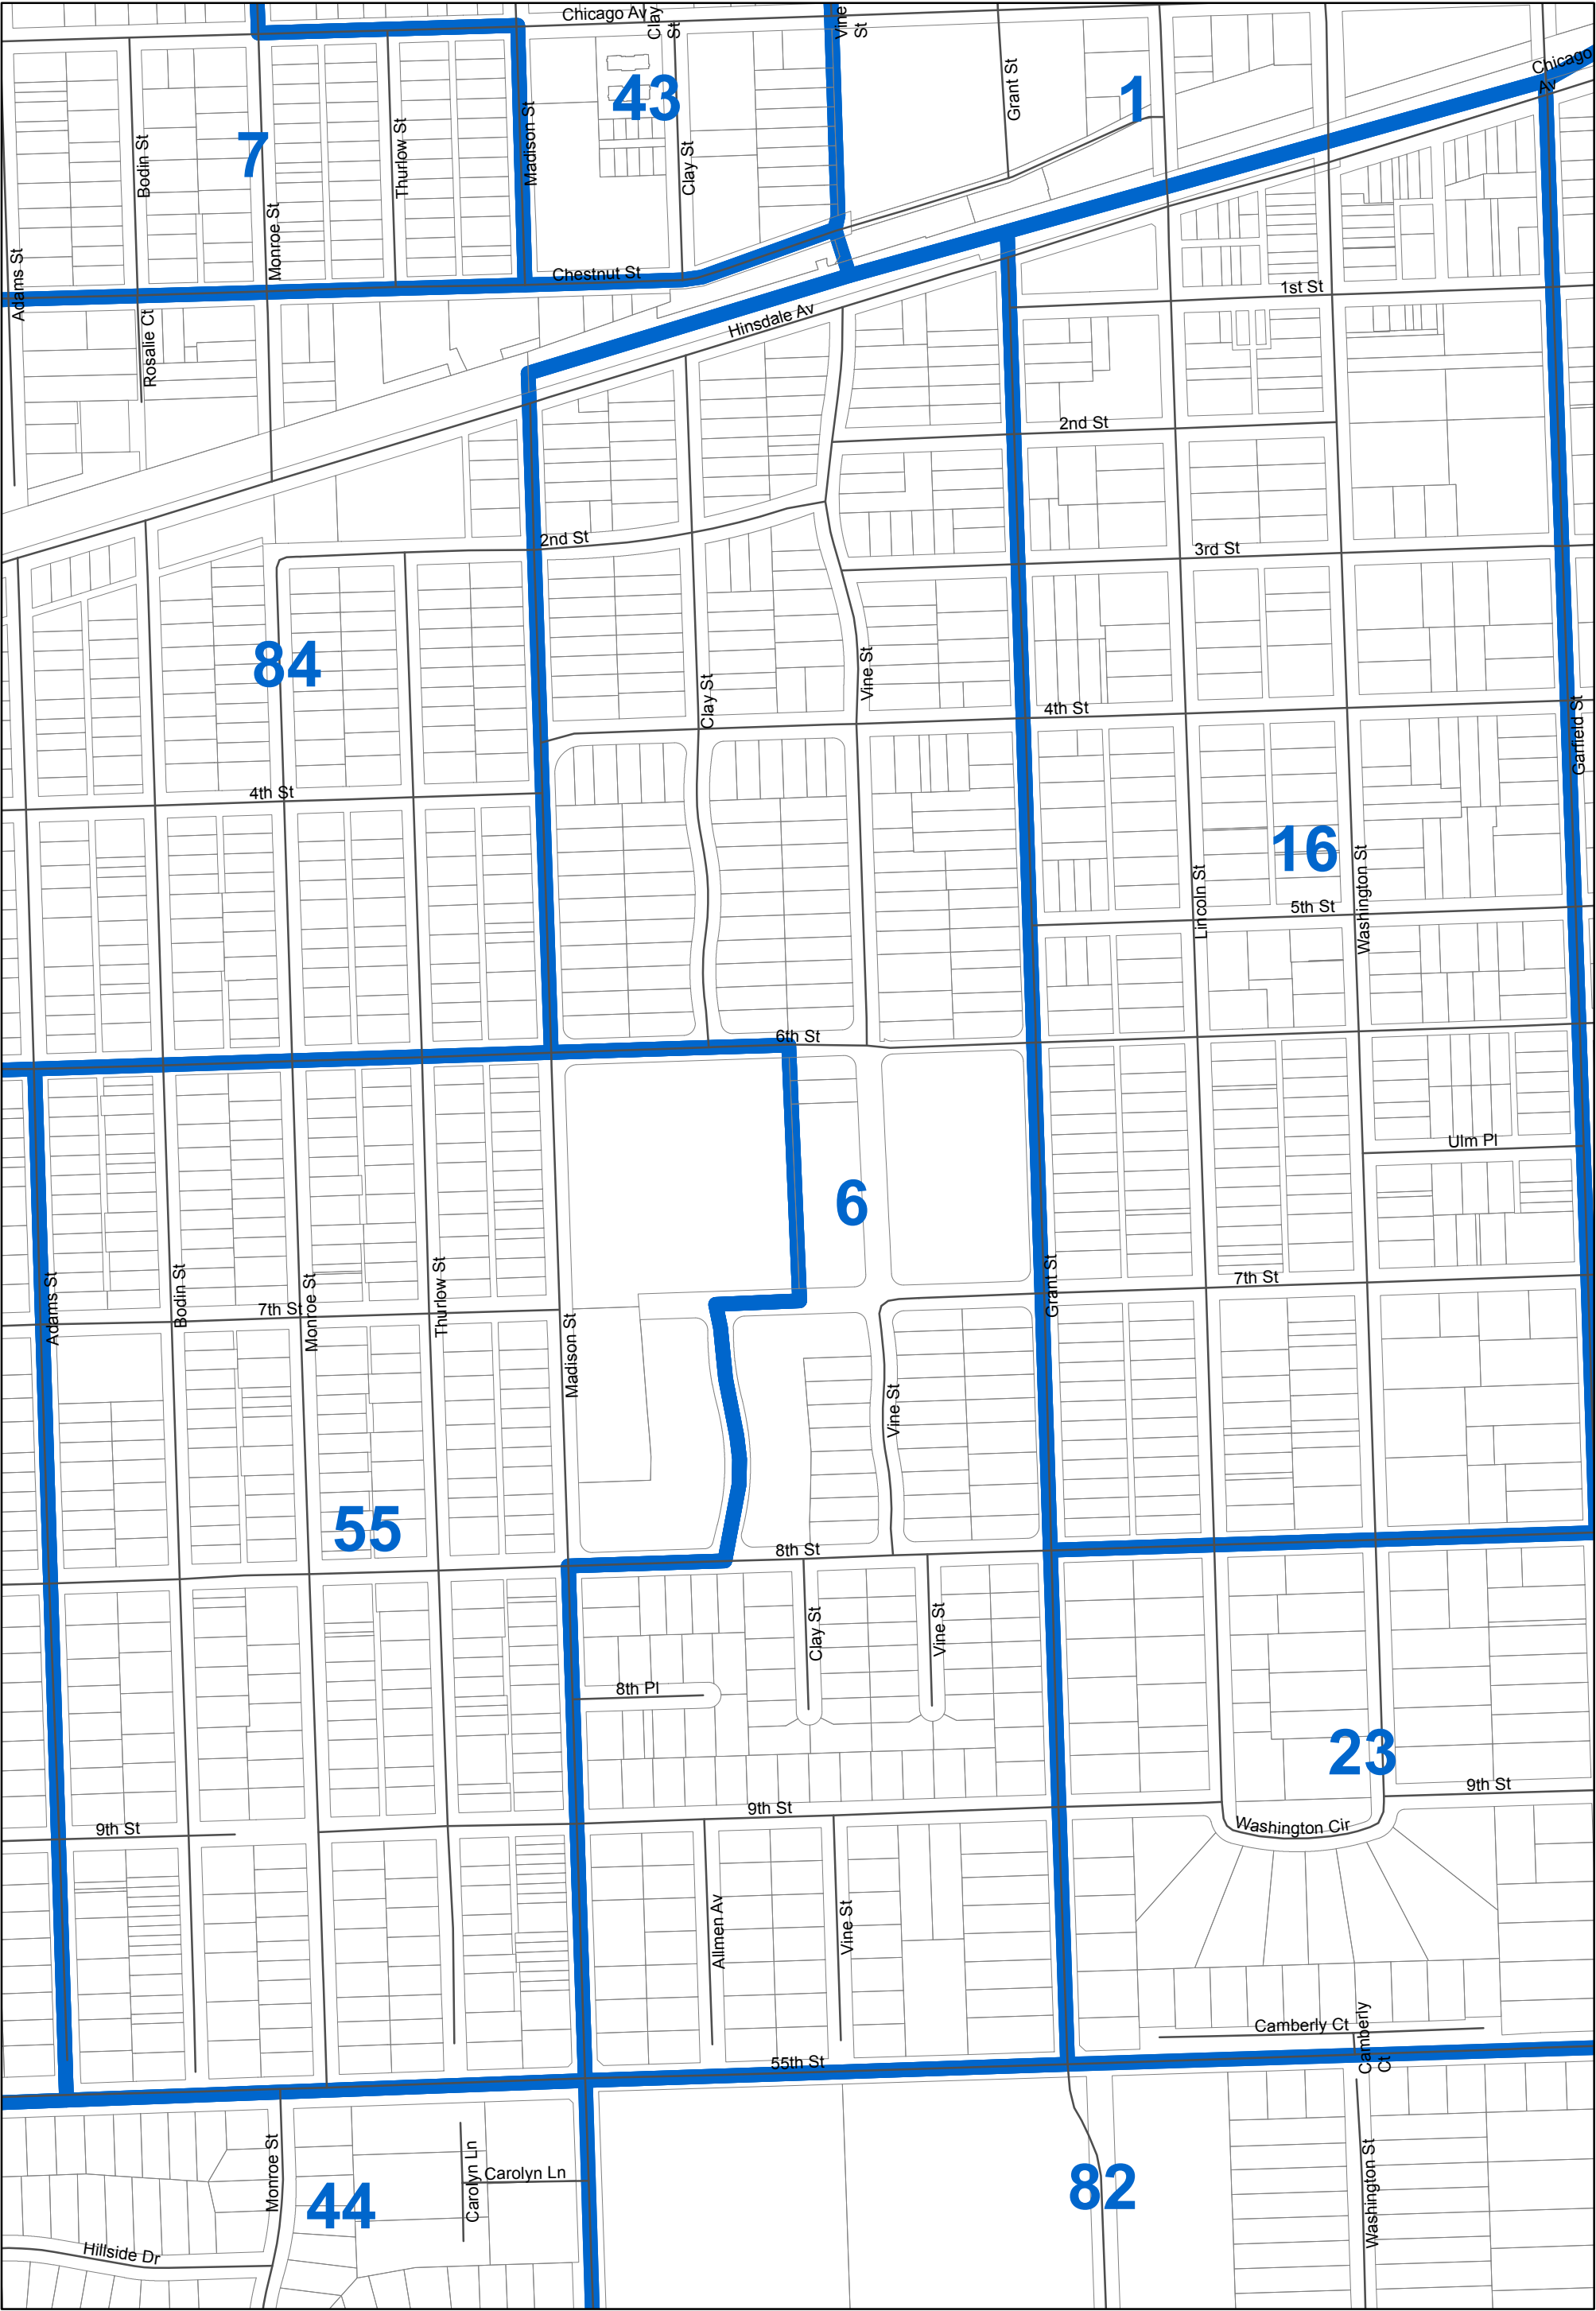 Chicago Av
Clay
St
Vine
St
Chicago
Av
43
1
7
Grant St
Bodin St
Thurlow St
Madison St
Clay St
Monroe St
Adams St
Chestnut St
1st St
Hinsdale Av
Rosalie Ct
2nd St
2nd St
3rd St
84
Vine St
Clay St
4th St
Garfield St
4th St
16
Lincoln St
Washington St
5th St
6th St
Ulm Pl
6
Adams St
Bodin St
Monroe St
Thurlow St
Grant St
7th St
7th St
Madison St
Vine St
55
8th St
Clay St
Vine St
8th Pl
23
9th St
9th St
9th St
Washington Cir
Allmen Av
Vine St
Camberly Ct
Camberly
Ct
55th St
Monroe St
Carolyn Ln
Carolyn Ln
44
82
Washington St
Hillside Dr